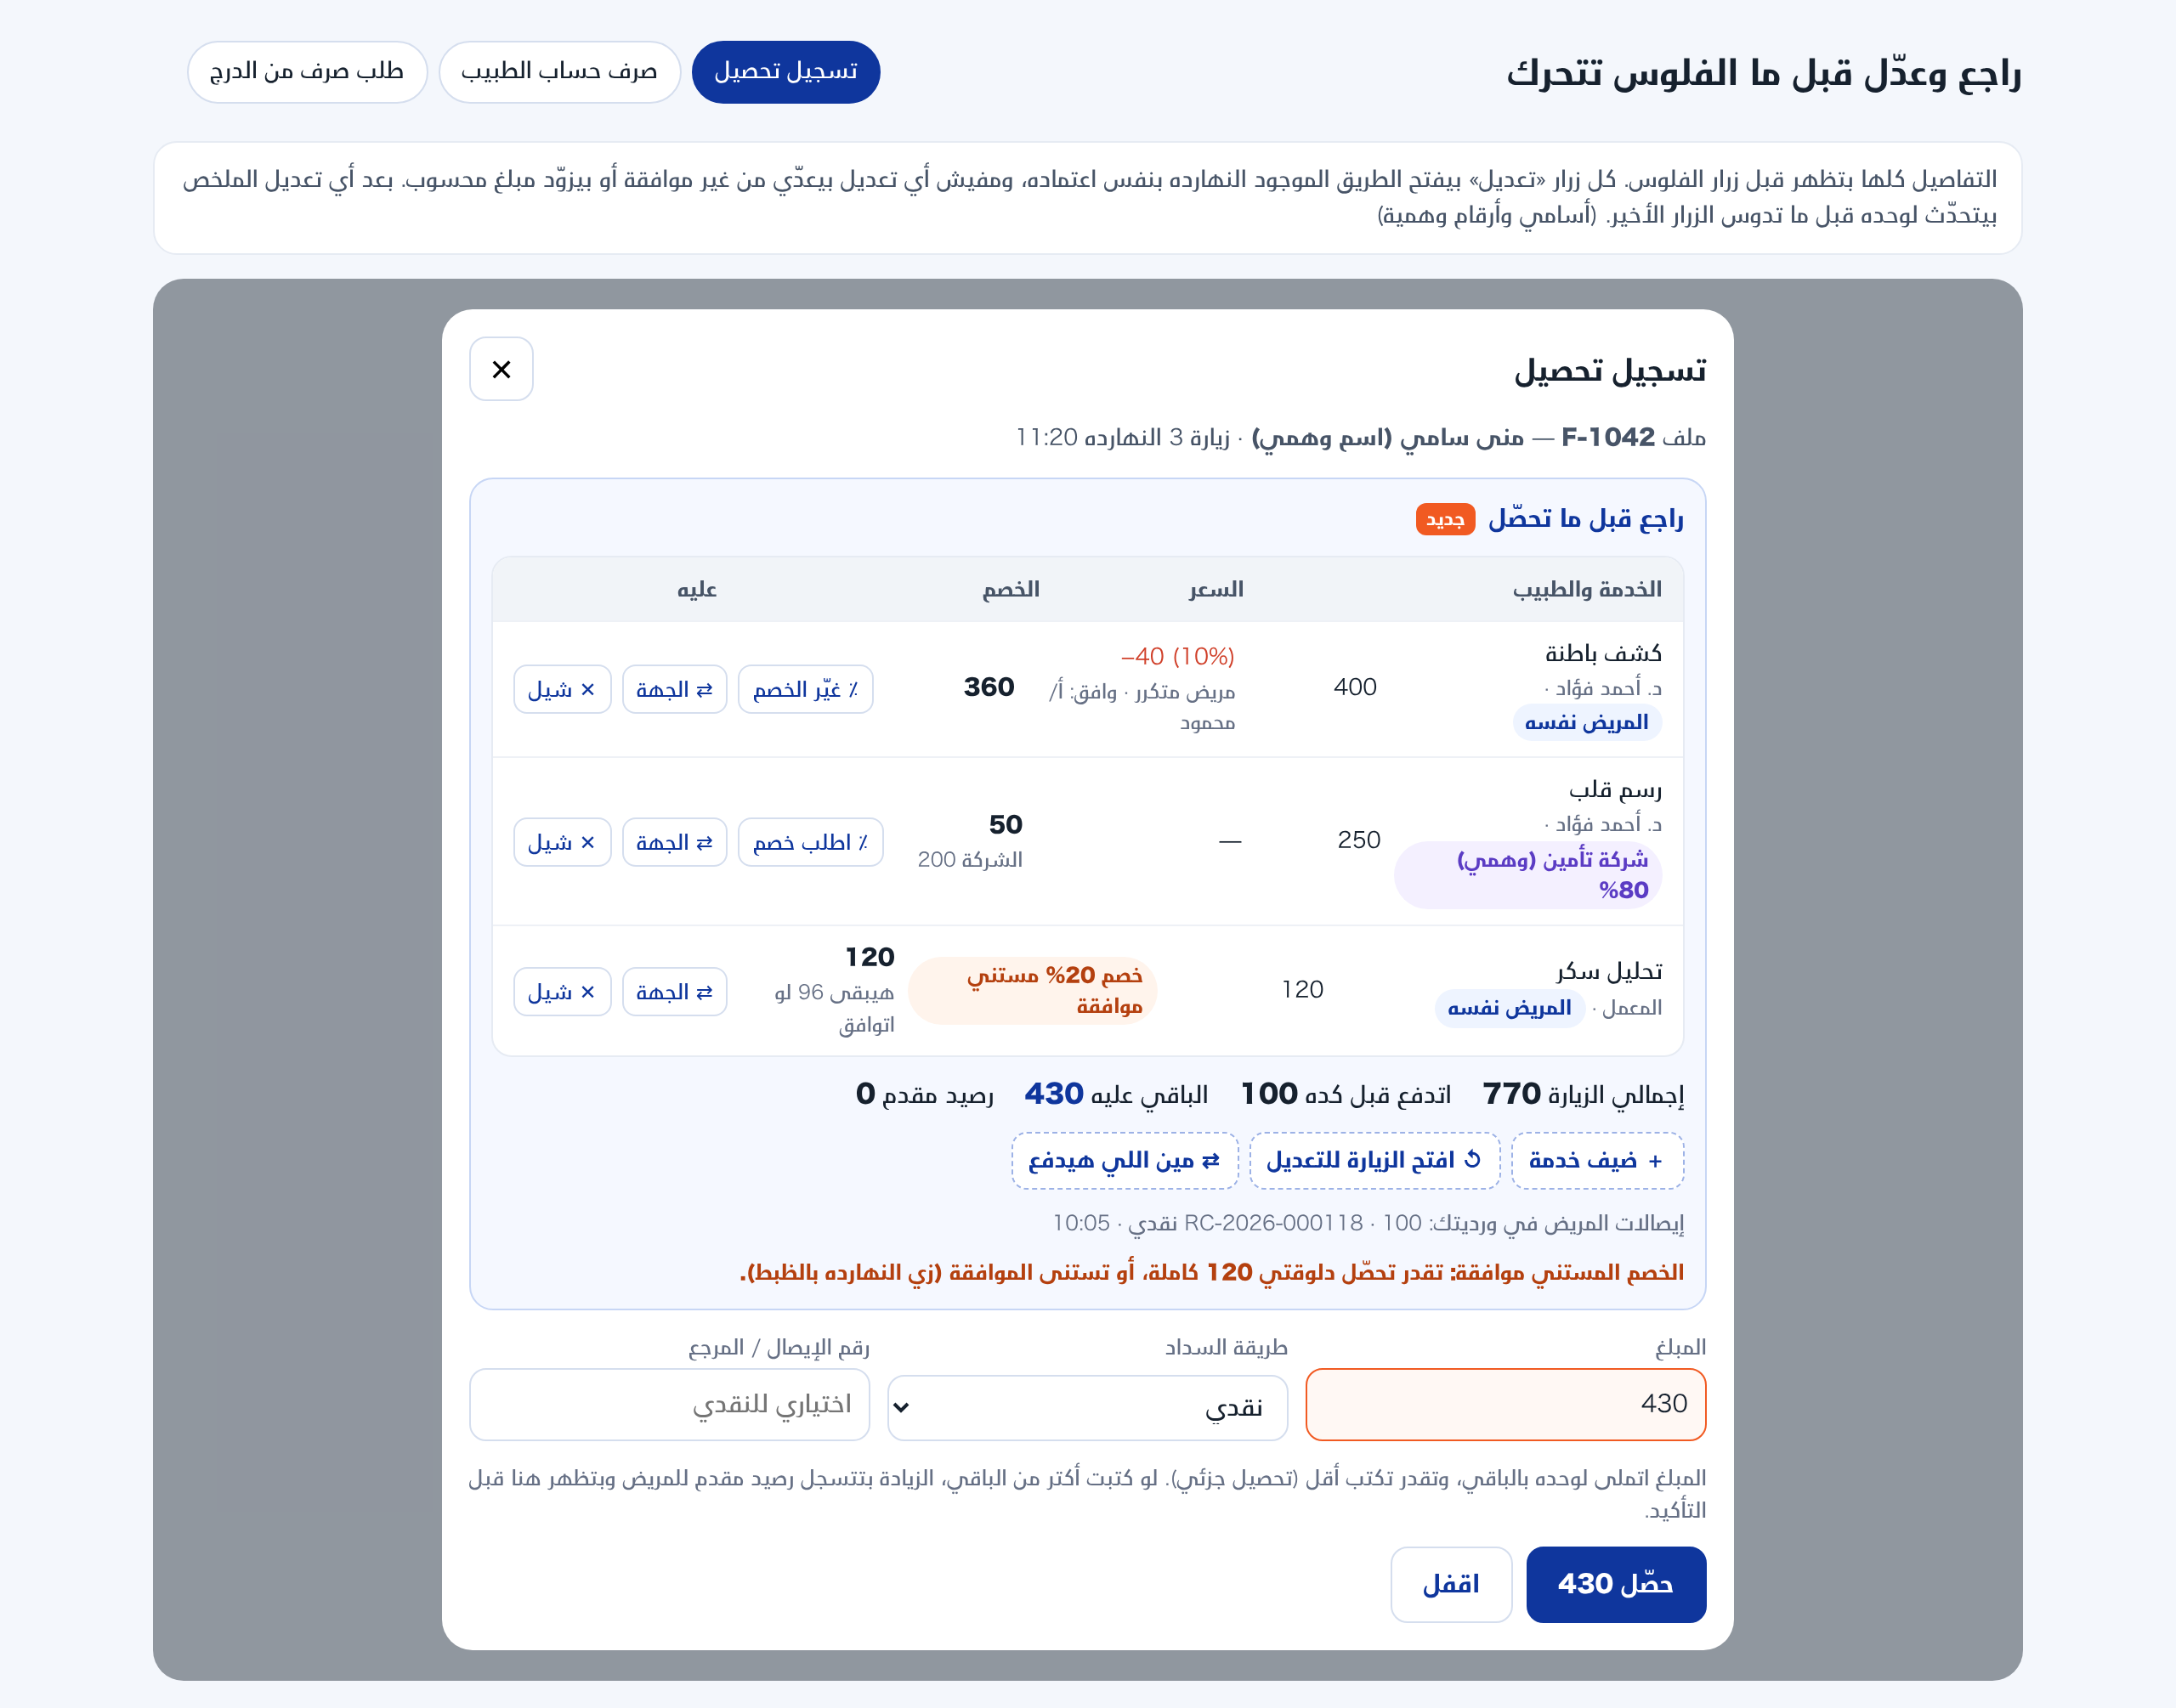 راجع وعدّل قبل ما الفلوس تتحرك
تسجيل تحصيل
صرف حساب الطبيب
طلب صرف من الدرج
التفاصيل كلها بتظهر قبل زرار الفلوس. كل زرار «تعديل» بيفتح الطريق الموجود النهارده بنفس اعتماده، ومفيش أي تعديل بيعدّي من غير موافقة أو بيزوّد مبلغ محسوب. بعد أي تعديل الملخص
بيتحدّث لوحده قبل ما تدوس الزرار الأخير. (أسامي وأرقام وهمية)
تسجيل تحصيل
✕
ملف F-1042 — منى سامي (اسم وهمي) · زيارة 3 النهارده 11:20
راجع قبل ما تحصّل جديد
الخدمة والطبيب السعر الخصم عليه
كشف باطنة
د. أحمد فؤاد ·
المريض نفسه
400
−40 (10%)
مريض متكرر · وافق: أ/
محمود
360
٪ غيّر الخصم
⇄ الجهة
✕ شيل
رسم قلب
د. أحمد فؤاد ·
شركة تأمين (وهمي)
80%
250
—
50
الشركة 200
٪ اطلب خصم
⇄ الجهة
✕ شيل
تحليل سكر
المعمل · المريض نفسه
120
خصم 20% مستني
موافقة
120
هيبقى 96 لو
اتوافق
⇄ الجهة
✕ شيل
إجمالي الزيارة 770 اتدفع قبل كده 100 الباقي عليه 430 رصيد مقدم 0
+ ضيف خدمة
↺ افتح الزيارة للتعديل
⇄ مين اللي هيدفع
إيصالات المريض في ورديتك: RC-2026-000118 · 100 نقدي · 10:05
الخصم المستني موافقة: تقدر تحصّل دلوقتي 120 كاملة، أو تستنى الموافقة (زي النهارده بالظبط).
المبلغ
430
طريقة السداد
نقدي
رقم الإيصال / المرجع
اختياري للنقدي
المبلغ اتملى لوحده بالباقي، وتقدر تكتب أقل (تحصيل جزئي). لو كتبت أكتر من الباقي، الزيادة بتتسجل رصيد مقدم للمريض وبتظهر هنا قبل
التأكيد.
حصّل 430
اقفل